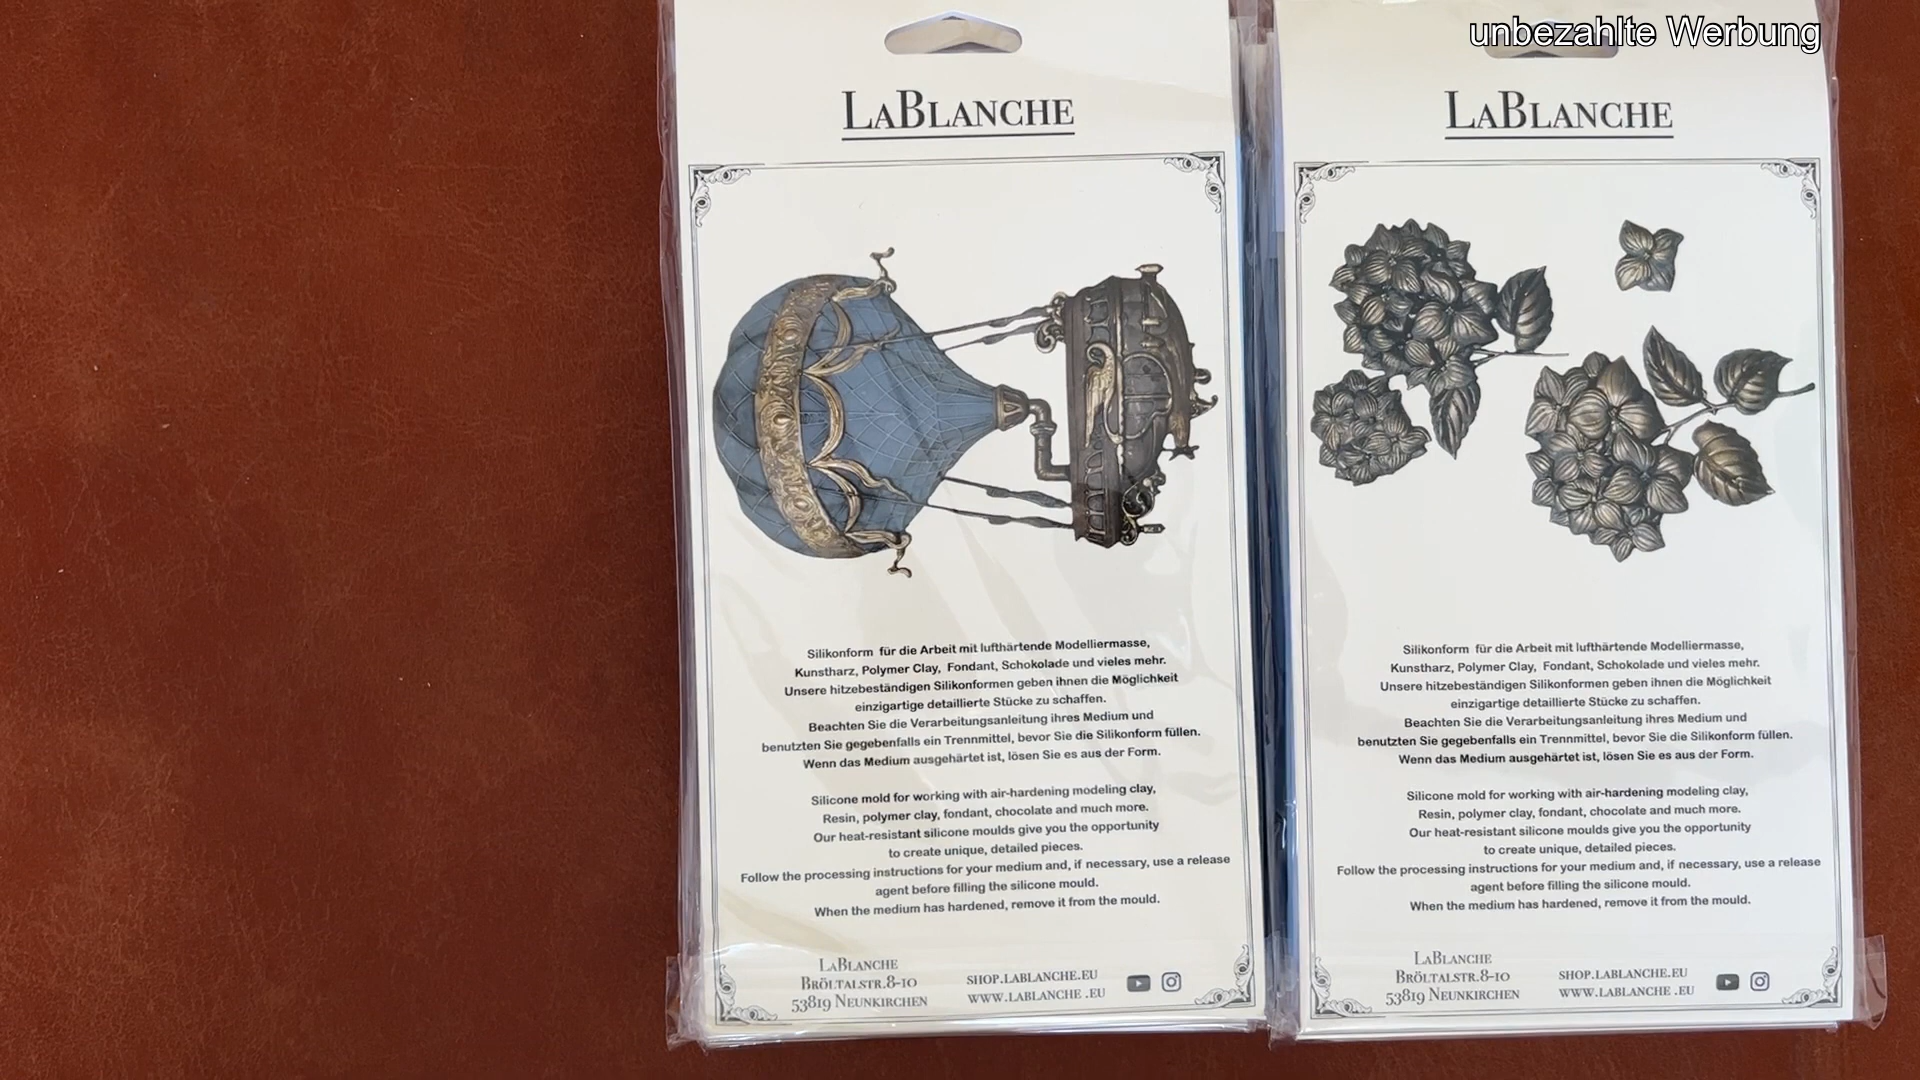 unbezahlte Werbung
LABLANCHE
Silikonform für die Arbeit mit lufthärtende Modelliermasse,
Kunstharz, Polymer Clay, Fondant, Schokolade und vieles mehr.
Unsere hitzebeständigen Silikonformen geben ihnen die Möglichkeit
einzigartige detaillierte Stücke zu schaffen.
Beachten Sie die Verarbeitungsanleitung ihres Medium und
benutzten Sie gegebenfalls ein Trennmittel, bevor Sie die Silikonform füllen.
Wenn das Medium ausgehärtet ist, lösen Sie es aus der Form.
Silicone mold for working with air-hardening modeling clay,
Resin, polymer clay, fondant, chocolate and much more.
Our heat-resistant silicone moulds give you the opportunity
to create unique, detailed pieces.
Follow the processing instructions for your medium and, if necessary, use a release
agent before filling the silicone mould.
When the medium has hardened, remove it from the mould.
LABLANCHE
BRÖLTALSTR.8-10
53819 NEUNKIRCHEN
SHOP.LABLANCHE.EU
WWW.LABLANCHE .EU
LABLANCHE
Silikonform für die Arbeit mit lufthärtende Modelliermasse,
Kunstharz, Polymer Clay, Fondant, Schokolade und vieles mehr.
Unsere hitzebeständigen Silikonformen geben ihnen die Möglichkeit
einzigartige detaillierte Stücke zu schaffen.
Beachten Sie die Verarbeitungsanleitung ihres Medium und
benutzten Sie gegebenfalls ein Trennmittel, bevor Sie die Silikonform füllen.
Wenn das Medium ausgehärtet ist, lösen Sie es aus der Form.
Silicone mold for working with air-hardening modeling clay,
Resin, polymer clay, fondant, chocolate and much more.
Our heat-resistant silicone moulds give you the opportunity
to create unique, detailed pieces.
Follow the processing instructions for your medium and, if necessary, use a release
agent before filling the silicone mould.
When the medium has hardened, remove it from the mould.
LABLANCHE
BRÖLTALSTR.8-10
53819 NEUNKIRCHEN
SHOP.LABLANCHE.EU
WWW.LABLANCHE .EU